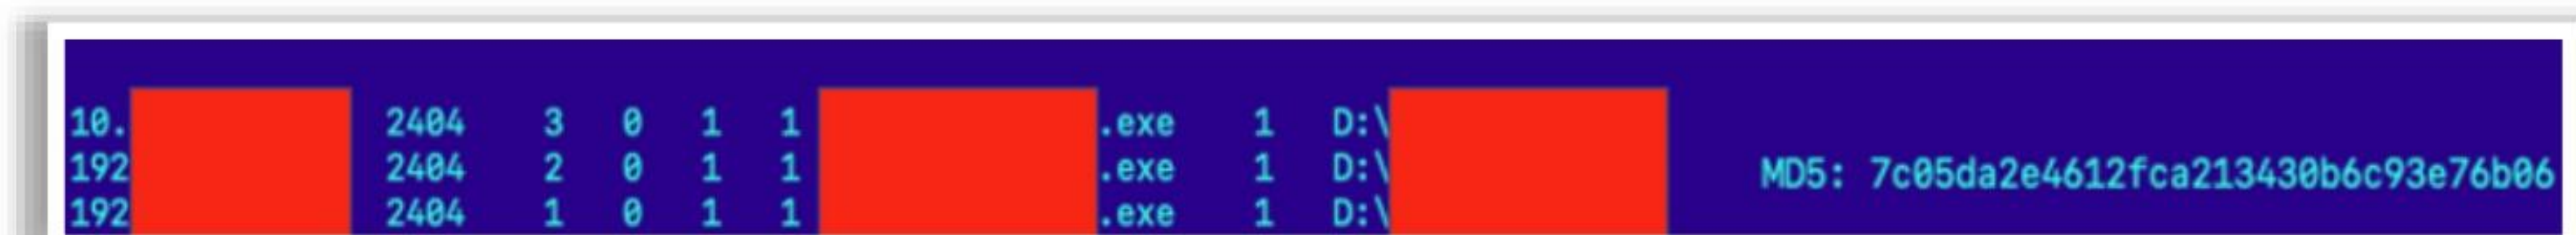 10. 2404 3 0 1 1 .exe 1 D:\
192 2404 2 0 1 1 .exe 1 D:\ MD5: 7c05da2e4612fca213430b6c93e76b06
192 2404 1 0 1 1 .exe 1 D:\